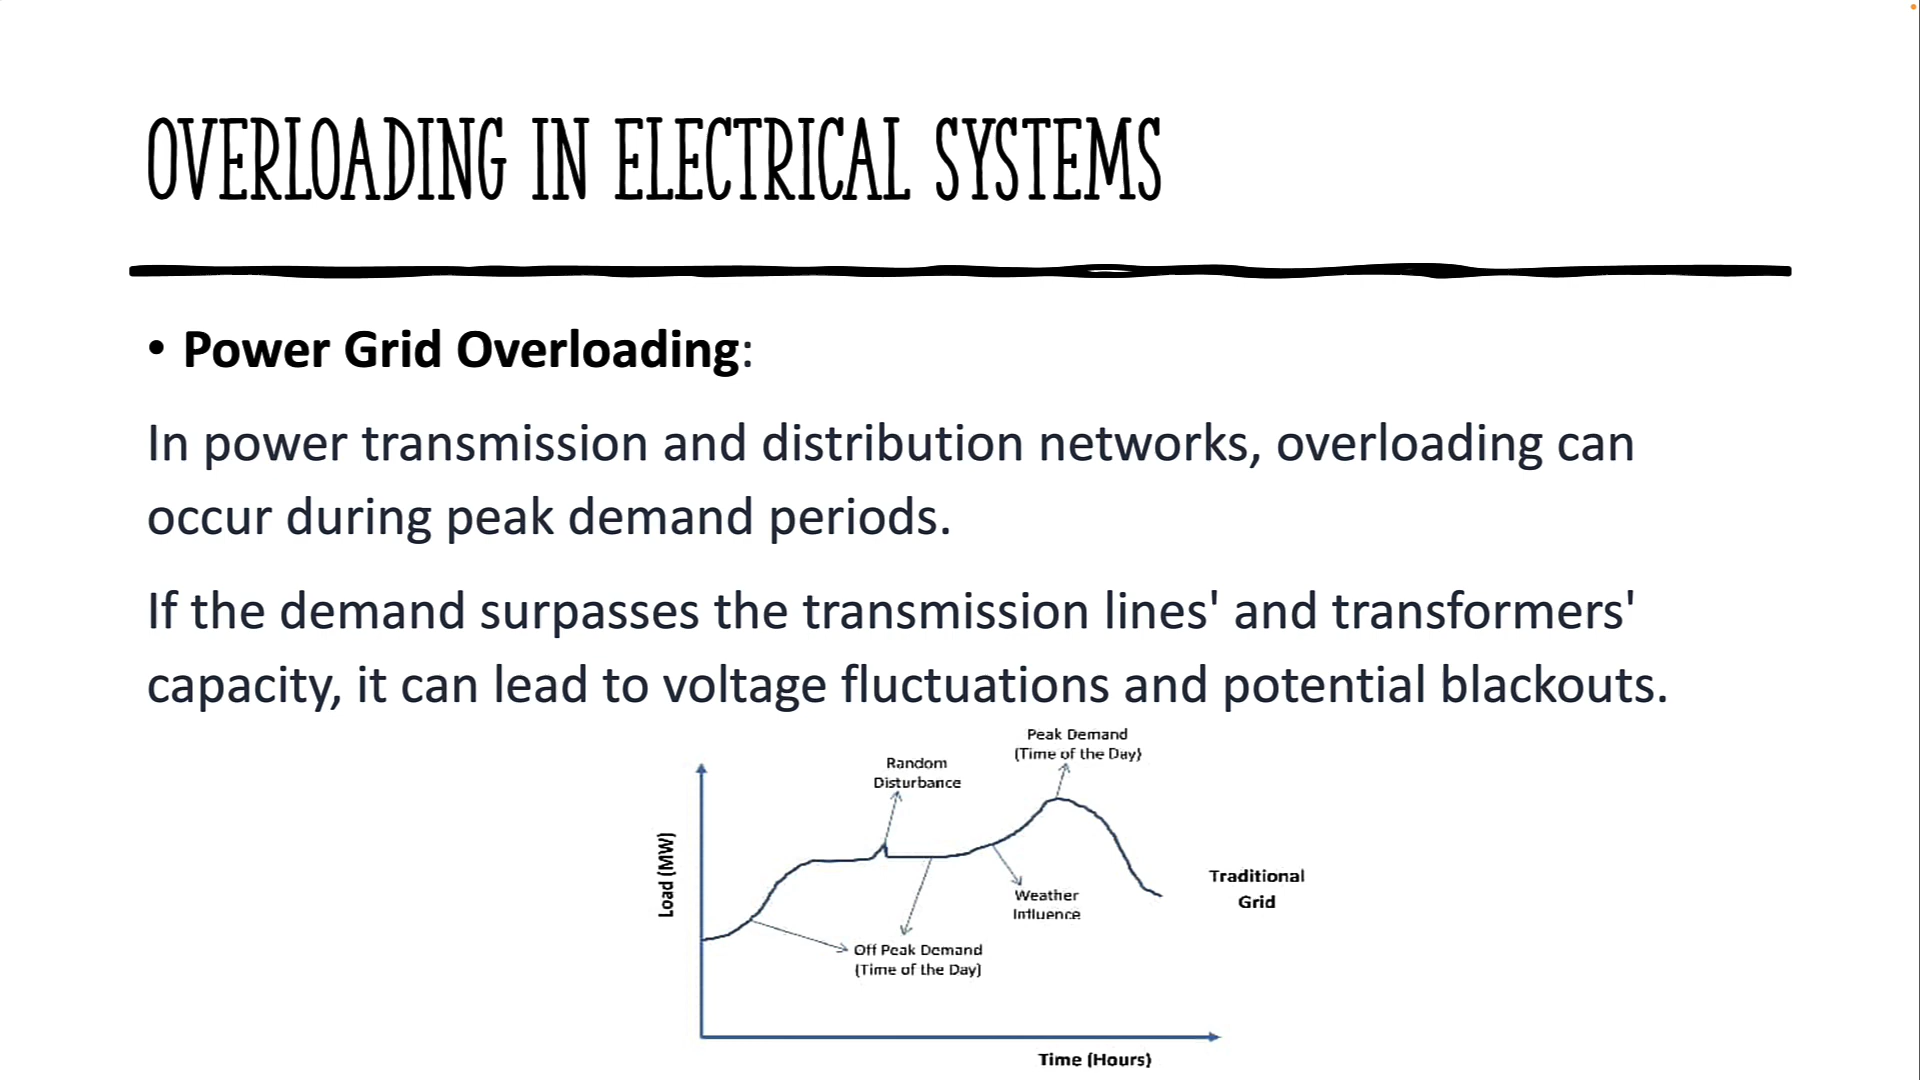 OVERLOADING IN ELECTRICAL SYSTEMS
• Power Grid Overloading:
In power transmission and distribution networks, overloading can
occur during peak demand periods.
If the demand surpasses the transmission lines' and transformers'
capacity, it can lead to voltage fluctuations and potential blackouts.
Peak Demand
(Time of the Day)
Random
Disturbance
Load (MW)
Weather
Influence
Traditional
Grid
Off Peak Demand
(Time of the Day)
Time (Hours)